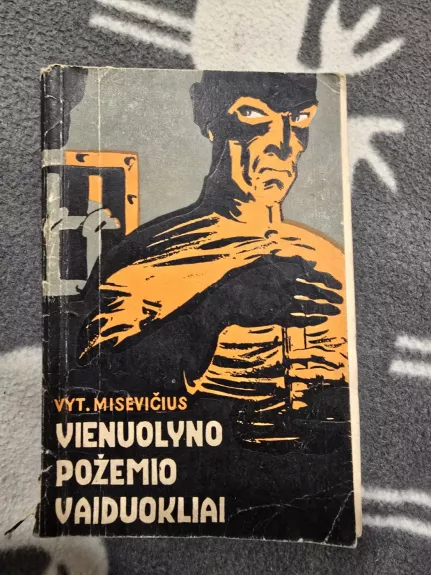 VYT. MISEVIČIUS
VIENUOLYNO
POŽEMIO
VAIDUOKLIAI